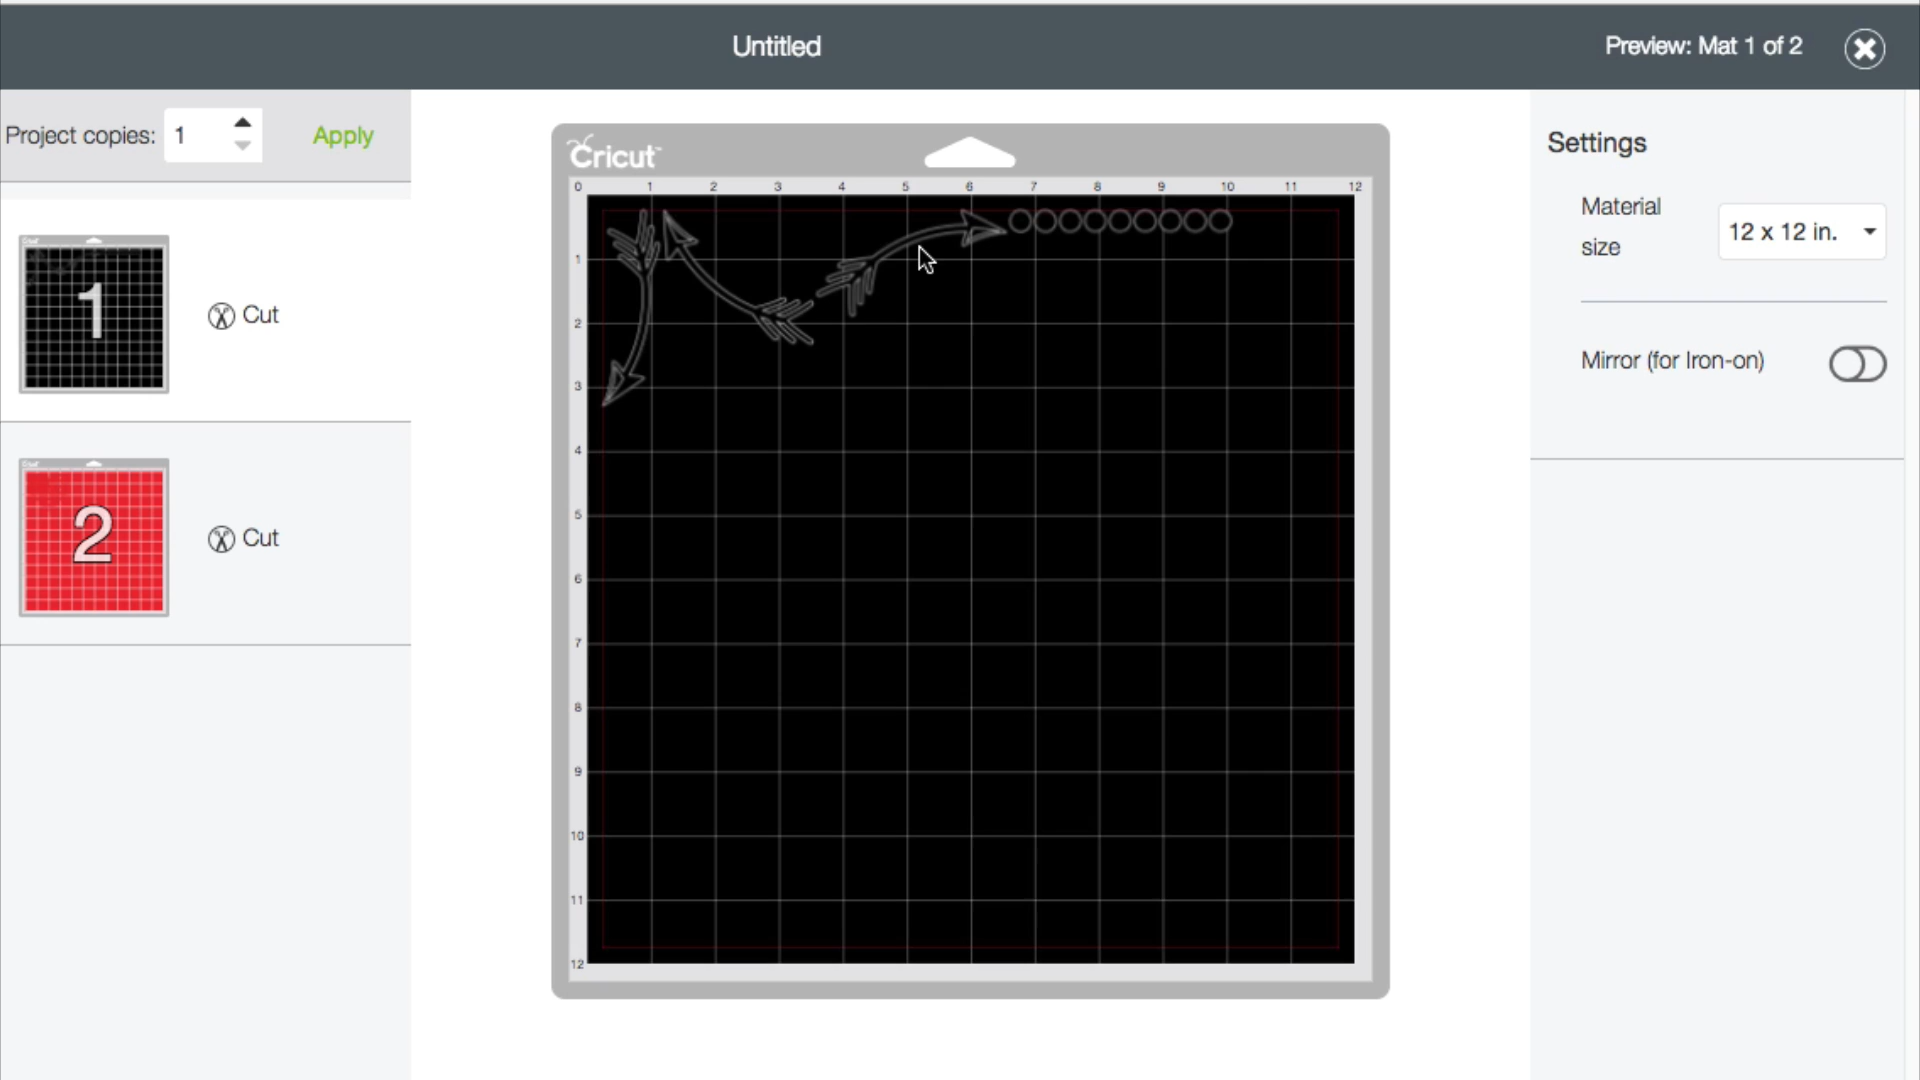 Untitled
Preview: Mat 1 of 2
Project copies: 1
Apply
1
Cut
2
Cut
Cricut™
0 1 2 3 4 5 6 7 8 9 10 11 12
1
2
3
4
5
6
7
8
9
10
11
12
Settings
Material
size
12 x 12 in.
Mirror (for Iron-on)